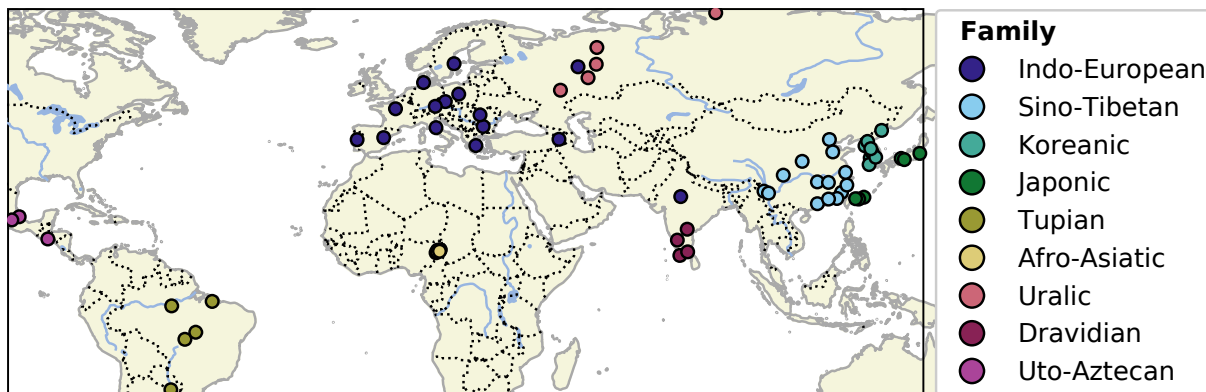 Family
Indo-European
Sino-Tibetan
Koreanic
Japonic
Tupian
Afro-Asiatic
Uralic
Dravidian
Uto-Aztecan